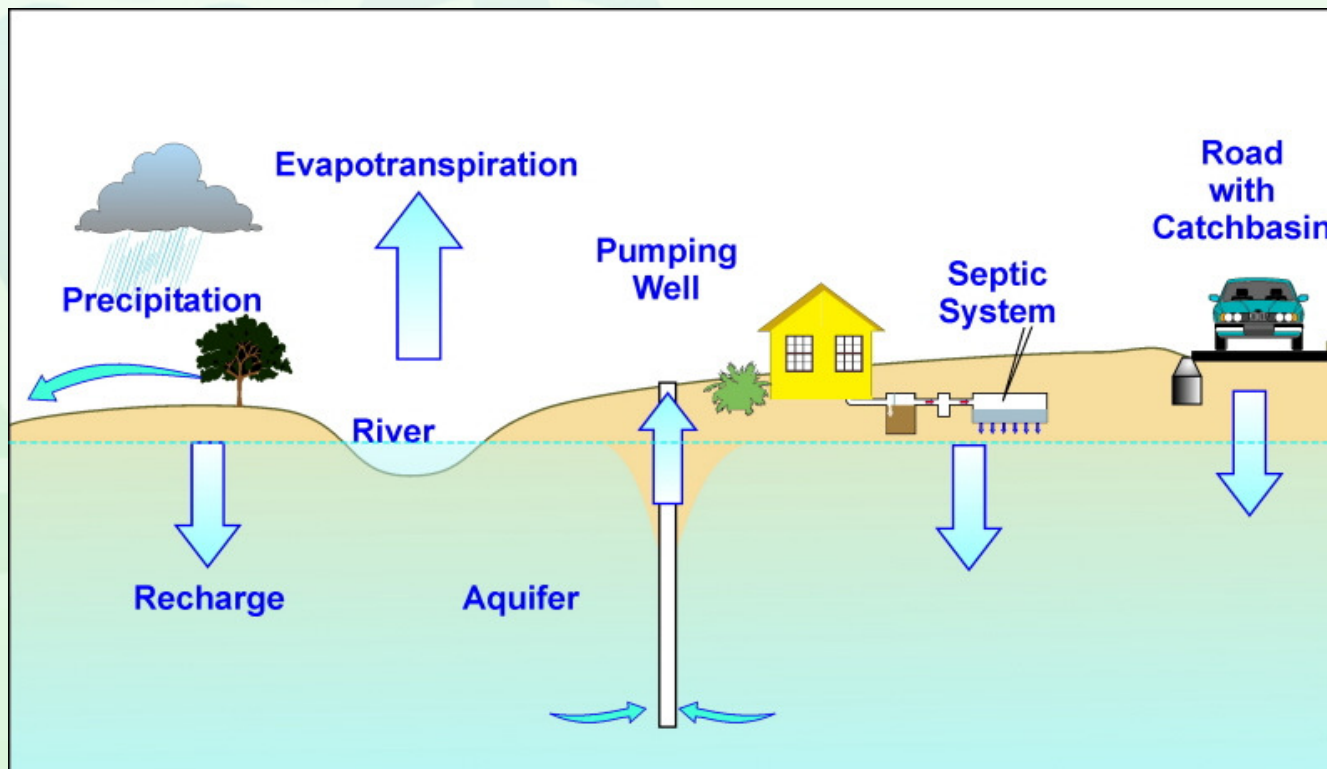 Evapotranspiration
Precipitation
River
Recharge
Aquifer
Pumping
Well
Septic
System
Road
with
Catchbasin